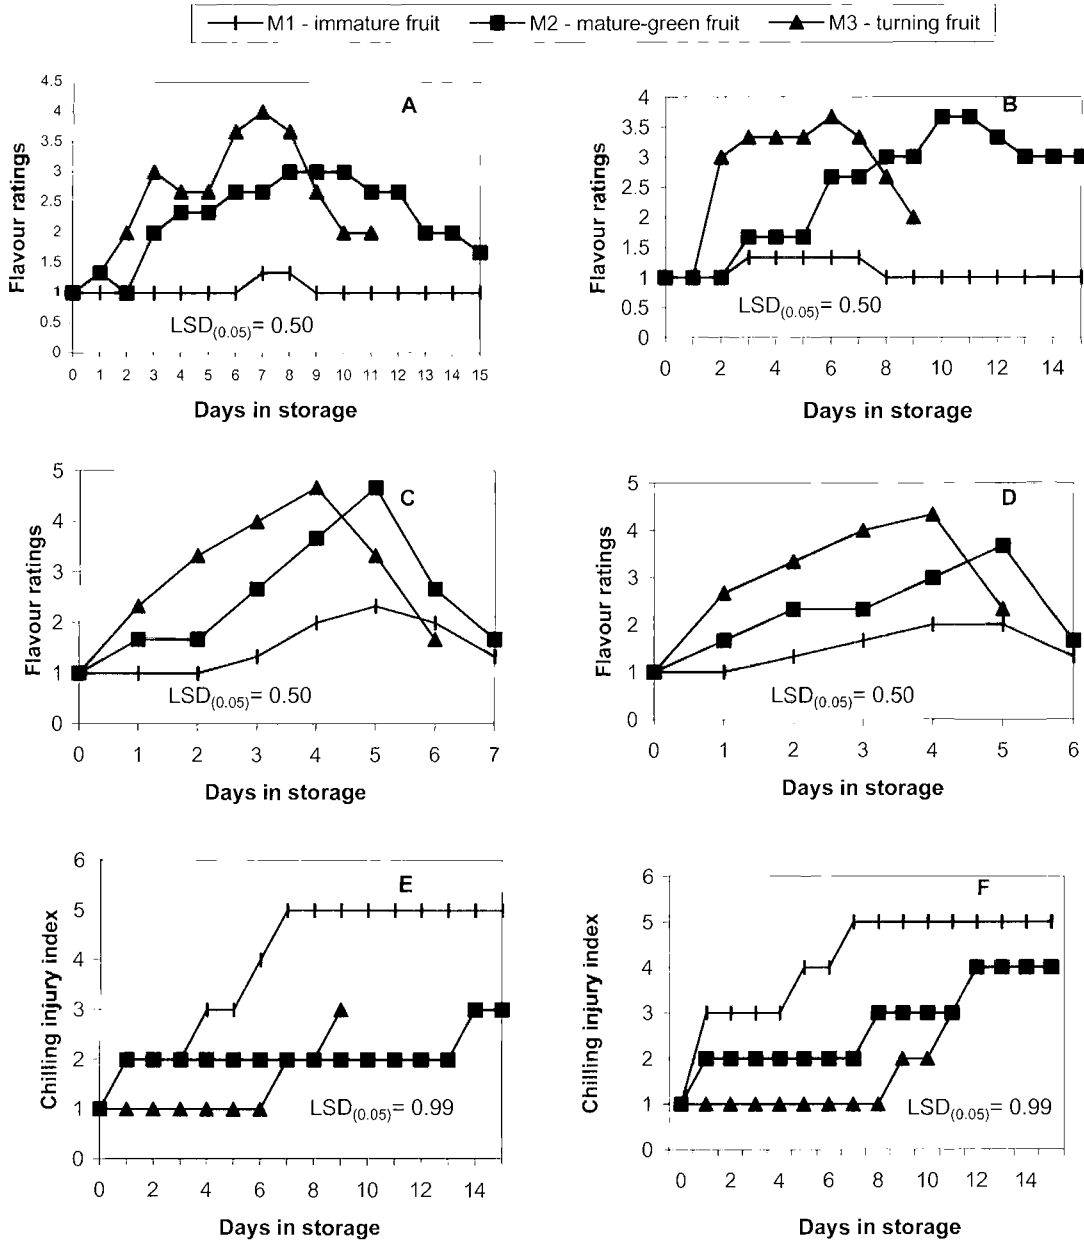 M1 - immature fruit M2 - mature-green fruit M3 - turning fruit
A
Flavour ratings
4.5
4
3.5
3
2.5
2
1.5
1
0.5
0
LSD(0.05)= 0.50
0 1 2 3 4 5 6 7 8 9 10 11 12 13 14 15
Days in storage
B
Flavour ratings
4
3.5
3
2.5
2
1.5
1
0.5
0
LSD(0.05)= 0.50
0 2 4 6 8 10 12 14
Days in storage
C
Flavour ratings
5
4
3
2
1
0
LSD(0.05)= 0.50
0 1 2 3 4 5 6 7
Days in storage
D
Flavour ratings
5
4
3
2
1
0
LSD(0.05)= 0.50
0 1 2 3 4 5 6
Days in storage
E
Chilling injury index
6
5
4
3
2
1
0
LSD(0.05)= 0.99
0 2 4 6 8 10 12 14
Days in storage
F
Chilling injury index
6
5
4
3
2
1
0
LSD(0.05)= 0.99
0 2 4 6 8 10 12 14
Days in storage